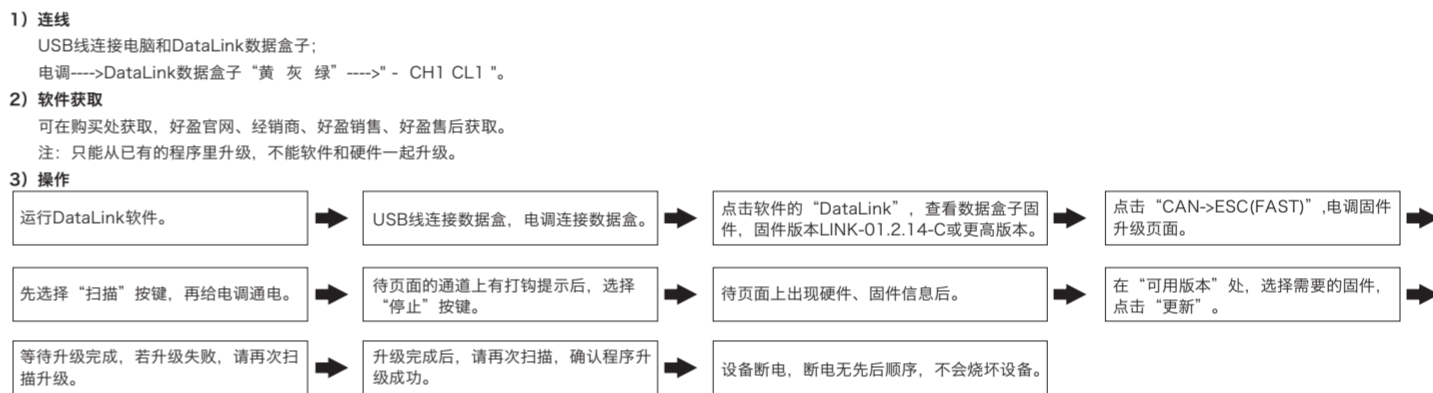 1）连线
USB线连接电脑和DataLink数据盒子；
电调---->DataLink数据盒子“黄 灰 绿”---->" - CH1 CL1 "。
2）软件获取
可在购买处获取，好盈官网、经销商、好盈销售、好盈售后获取。
注：只能从已有的程序里升级，不能软件和硬件一起升级。
3）操作
运行DataLink软件。
USB线连接数据盒，电调连接数据盒。
点击软件的“DataLink”，查看数据盒子固
件，固件版本LINK-01.2.14-C或更高版本。
点击“CAN->ESC(FAST)”,电调固件
升级页面。
先选择“扫描”按键，再给电调通电。
待页面的通道上有打钩提示后，选择
“停止”按键。
待页面上出现硬件、固件信息后。
在“可用版本”处，选择需要的固件，
点击“更新”。
等待升级完成，若升级失败，请再次扫
描升级。
升级完成后，请再次扫描，确认程序升
级成功。
设备断电，断电无先后顺序，不会烧坏设备。